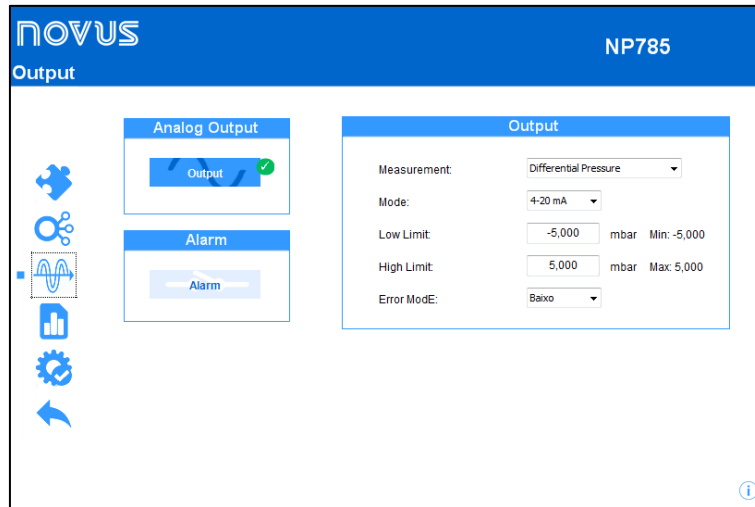 novus
NP785
Output
Analog Output
Output
Alarm
Alarm
Output
Measurement: Differential Pressure
Mode: 4-20 mA
Low Limit: -5,000 mbar Min: -5,000
High Limit: 5,000 mbar Max: 5,000
Error ModE: Baixo
i